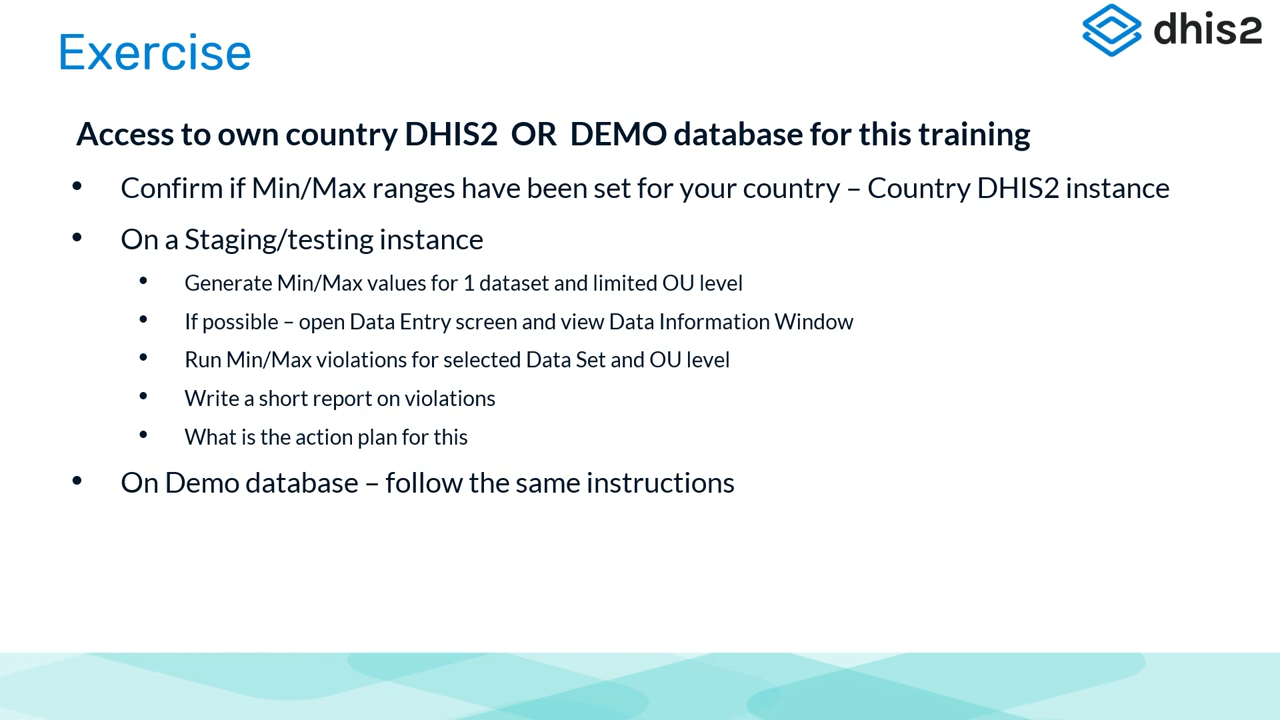 Exercise
dhis2
Access to own country DHIS2  OR  DEMO database for this training
• Confirm if Min/Max ranges have been set for your country – Country DHIS2 instance
• On a Staging/testing instance
• Generate Min/Max values for 1 dataset and limited OU level
• If possible – open Data Entry screen and view Data Information Window
• Run Min/Max violations for selected Data Set and OU level
• Write a short report on violations
• What is the action plan for this
• On Demo database – follow the same instructions